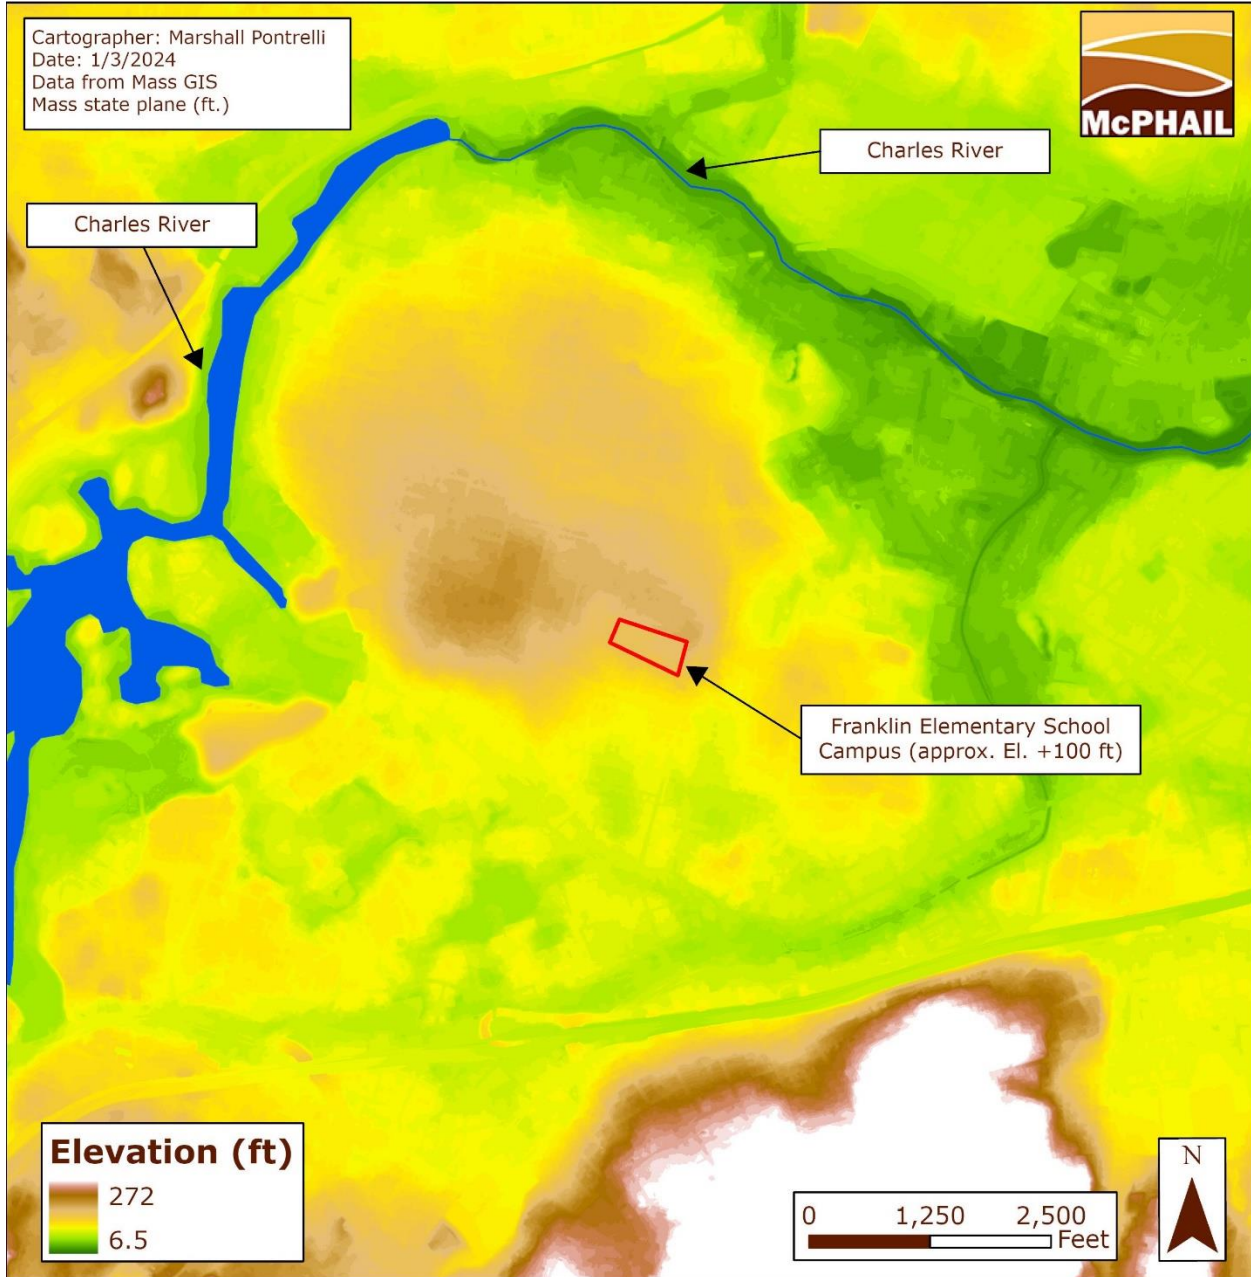 Cartographer: Marshall Pontrelli
Date: 1/3/2024
Data from Mass GIS
Mass state plane (ft.)
McPHAIL
Charles River
Charles River
Franklin Elementary School
Campus (approx. El. +100 ft)
Elevation (ft)
272
6.5
0 1,250 2,500
Feet
N